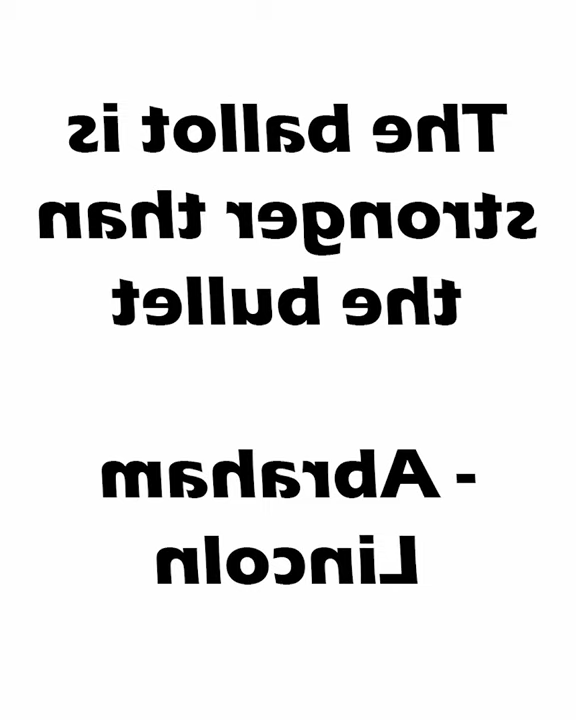 The ballot is
stronger than
the bullet
- Abraham
Lincoln